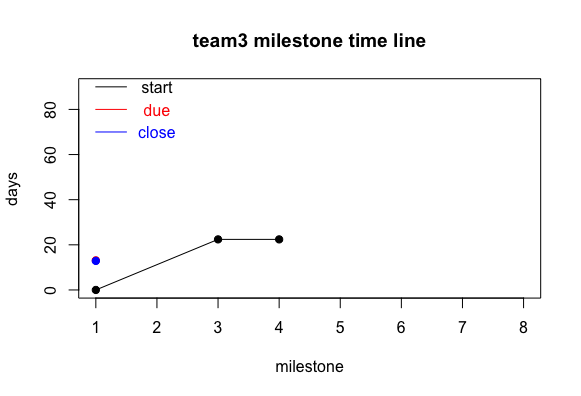 team3 milestone time line
start
due
close
days
80
60
40
20
0
1 2 3 4 5 6 7 8
milestone